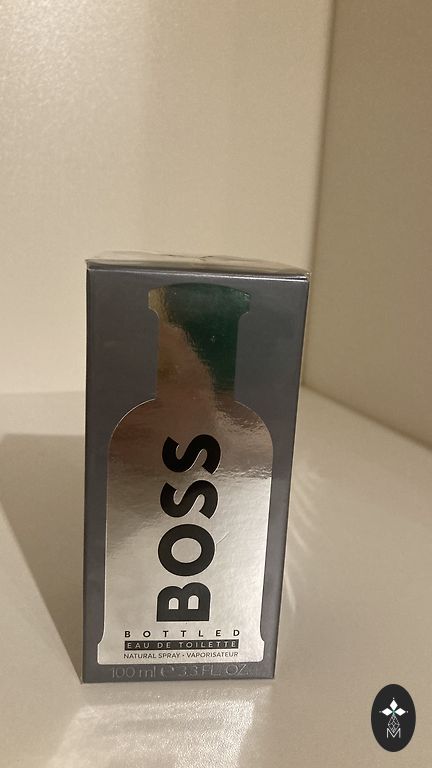 BOSS
BOTTLED
EAU DE TOILETTE
NATURAL SPRAY • VAPORISATEUR
100 ml ℮ 3.3 FL. OZ.
M